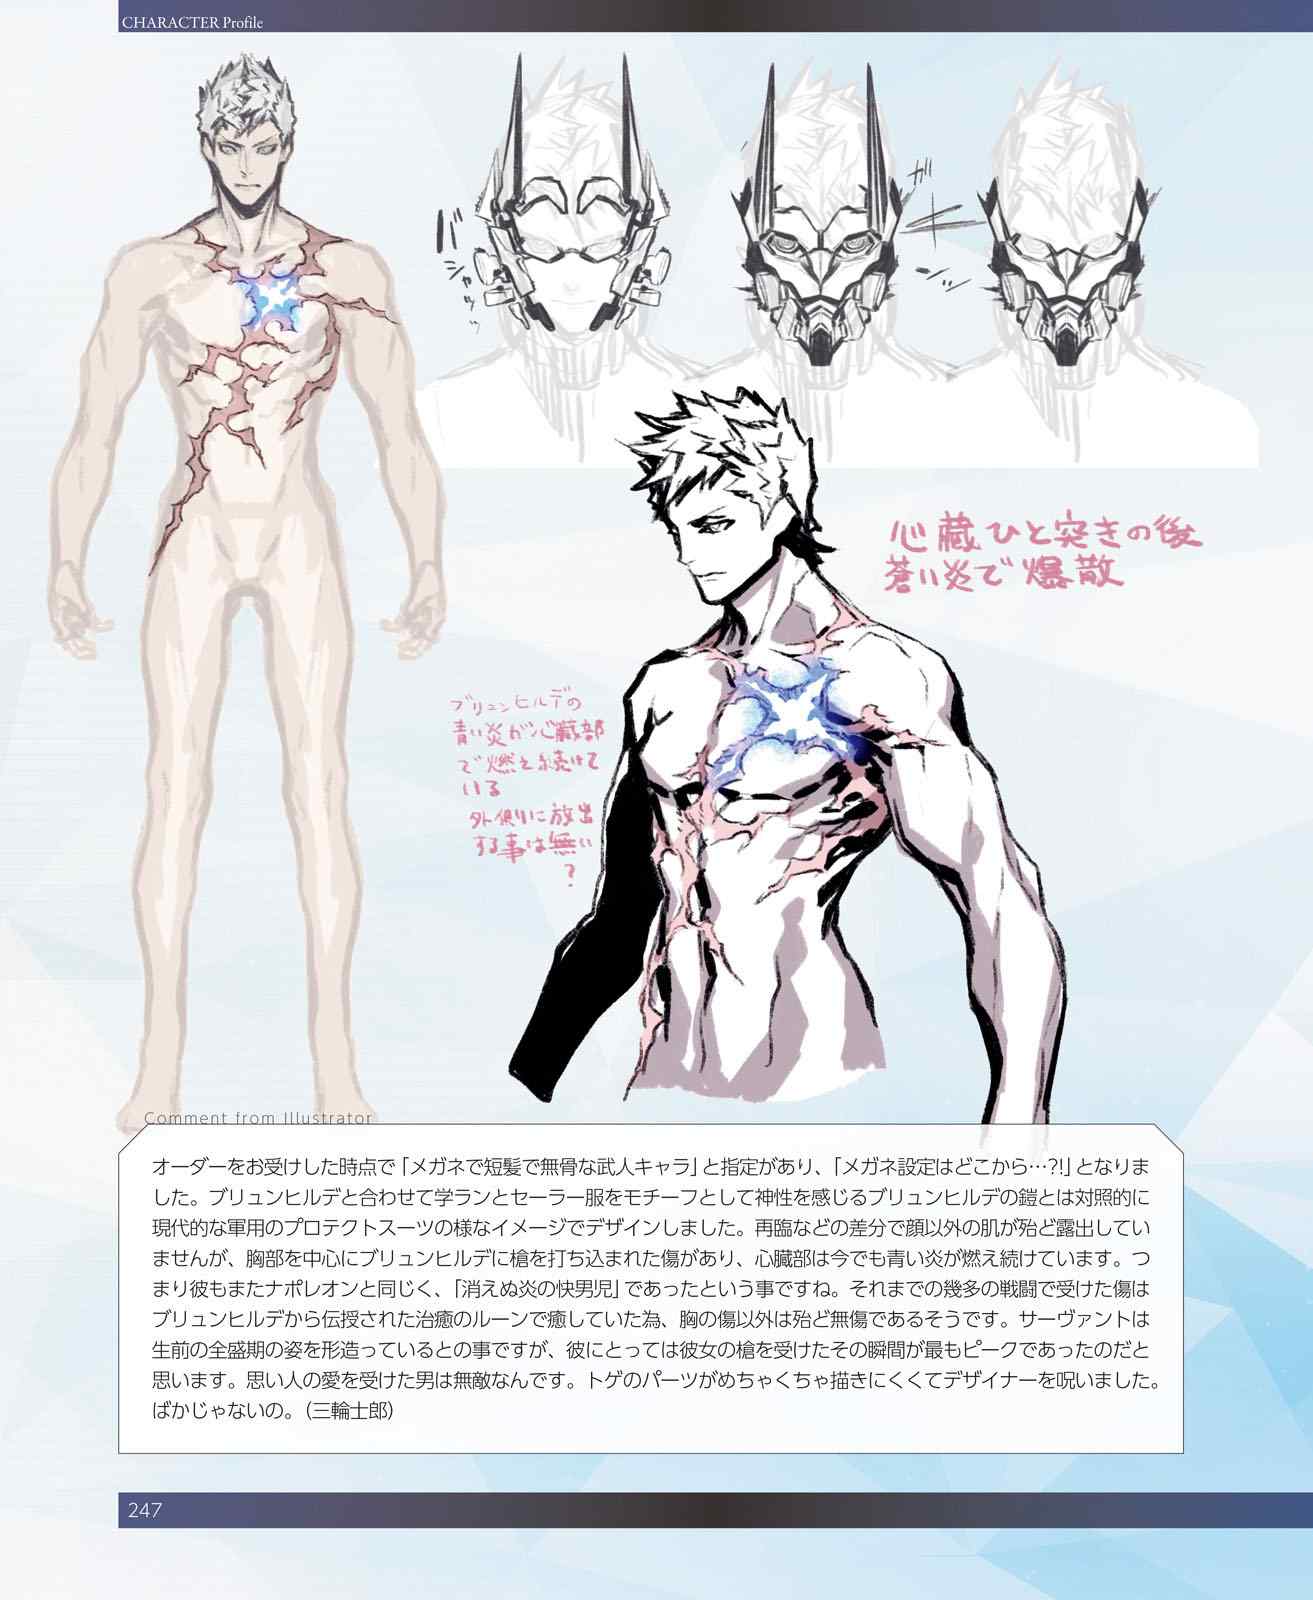 CHARACTER Profile
バ
シャッ
ガ
心蔵ひと突きの後
蒼い炎で爆散
ブリュンヒルデの
青い炎が心臓部
で燃え続けて
いる
外側に放出
する事は無い
?
Comment from Illustrator
オーダーをお受けした時点で「メガネで短髪で無骨な武人キャラ」と指定があり、「メガネ設定はどこから…?!」となりま
した。ブリュンヒルデと合わせて学ランとセーラー服をモチーフとして神性を感じるブリュンヒルデの鎧とは対照的に
現代的な軍用のプロテクトスーツの様なイメージでデザインしました。再臨などの差分で顔以外の肌が殆ど露出してい
ませんが、胸部を中心にブリュンヒルデに槍を打ち込まれた傷があり、心臓部は今でも青い炎が燃え続けています。つ
まり彼もまたナポレオンと同じく、「消えぬ炎の快男児」であったという事ですね。それまでの幾多の戦闘で受けた傷は
ブリュンヒルデから伝授された治癒のルーンで癒していた為、胸の傷以外は殆ど無傷であるそうです。サーヴァントは
生前の全盛期の姿を形造っているとの事ですが、彼にとっては彼女の槍を受けたその瞬間が最もピークであったのだと
思います。思い人の愛を受けた男は無敵なんです。トゲのパーツがめちゃくちゃ描きにくくてデザイナーを呪いました。
ばかじゃないの。(三輪士郎)
247